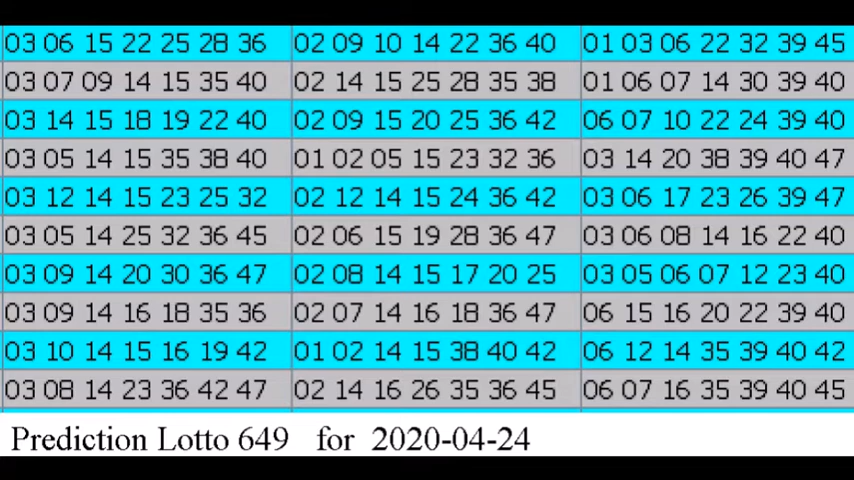 03 06 15 22 25 28 36 02 09 10 14 22 36 40 01 03 06 22 32 39 45
03 07 09 14 15 35 40 02 14 15 25 28 35 38 01 06 07 14 30 39 40
03 14 15 18 19 22 40 02 09 15 20 25 36 42 06 07 10 22 24 39 40
03 05 14 15 35 38 40 01 02 05 15 23 32 36 03 14 20 38 39 40 47
03 12 14 15 23 25 32 02 12 14 15 24 36 42 03 06 17 23 26 39 47
03 05 14 25 32 36 45 02 06 15 19 28 36 47 03 06 08 14 16 22 40
03 09 14 20 30 36 47 02 08 14 15 17 20 25 03 05 06 07 12 23 40
03 09 14 16 18 35 36 02 07 14 16 18 36 47 06 15 16 20 22 39 40
03 10 14 15 16 19 42 01 02 14 15 38 40 42 06 12 14 35 39 40 42
03 08 14 23 36 42 47 02 14 16 26 35 36 45 06 07 16 35 39 40 45
Prediction Lotto 649 for 2020-04-24